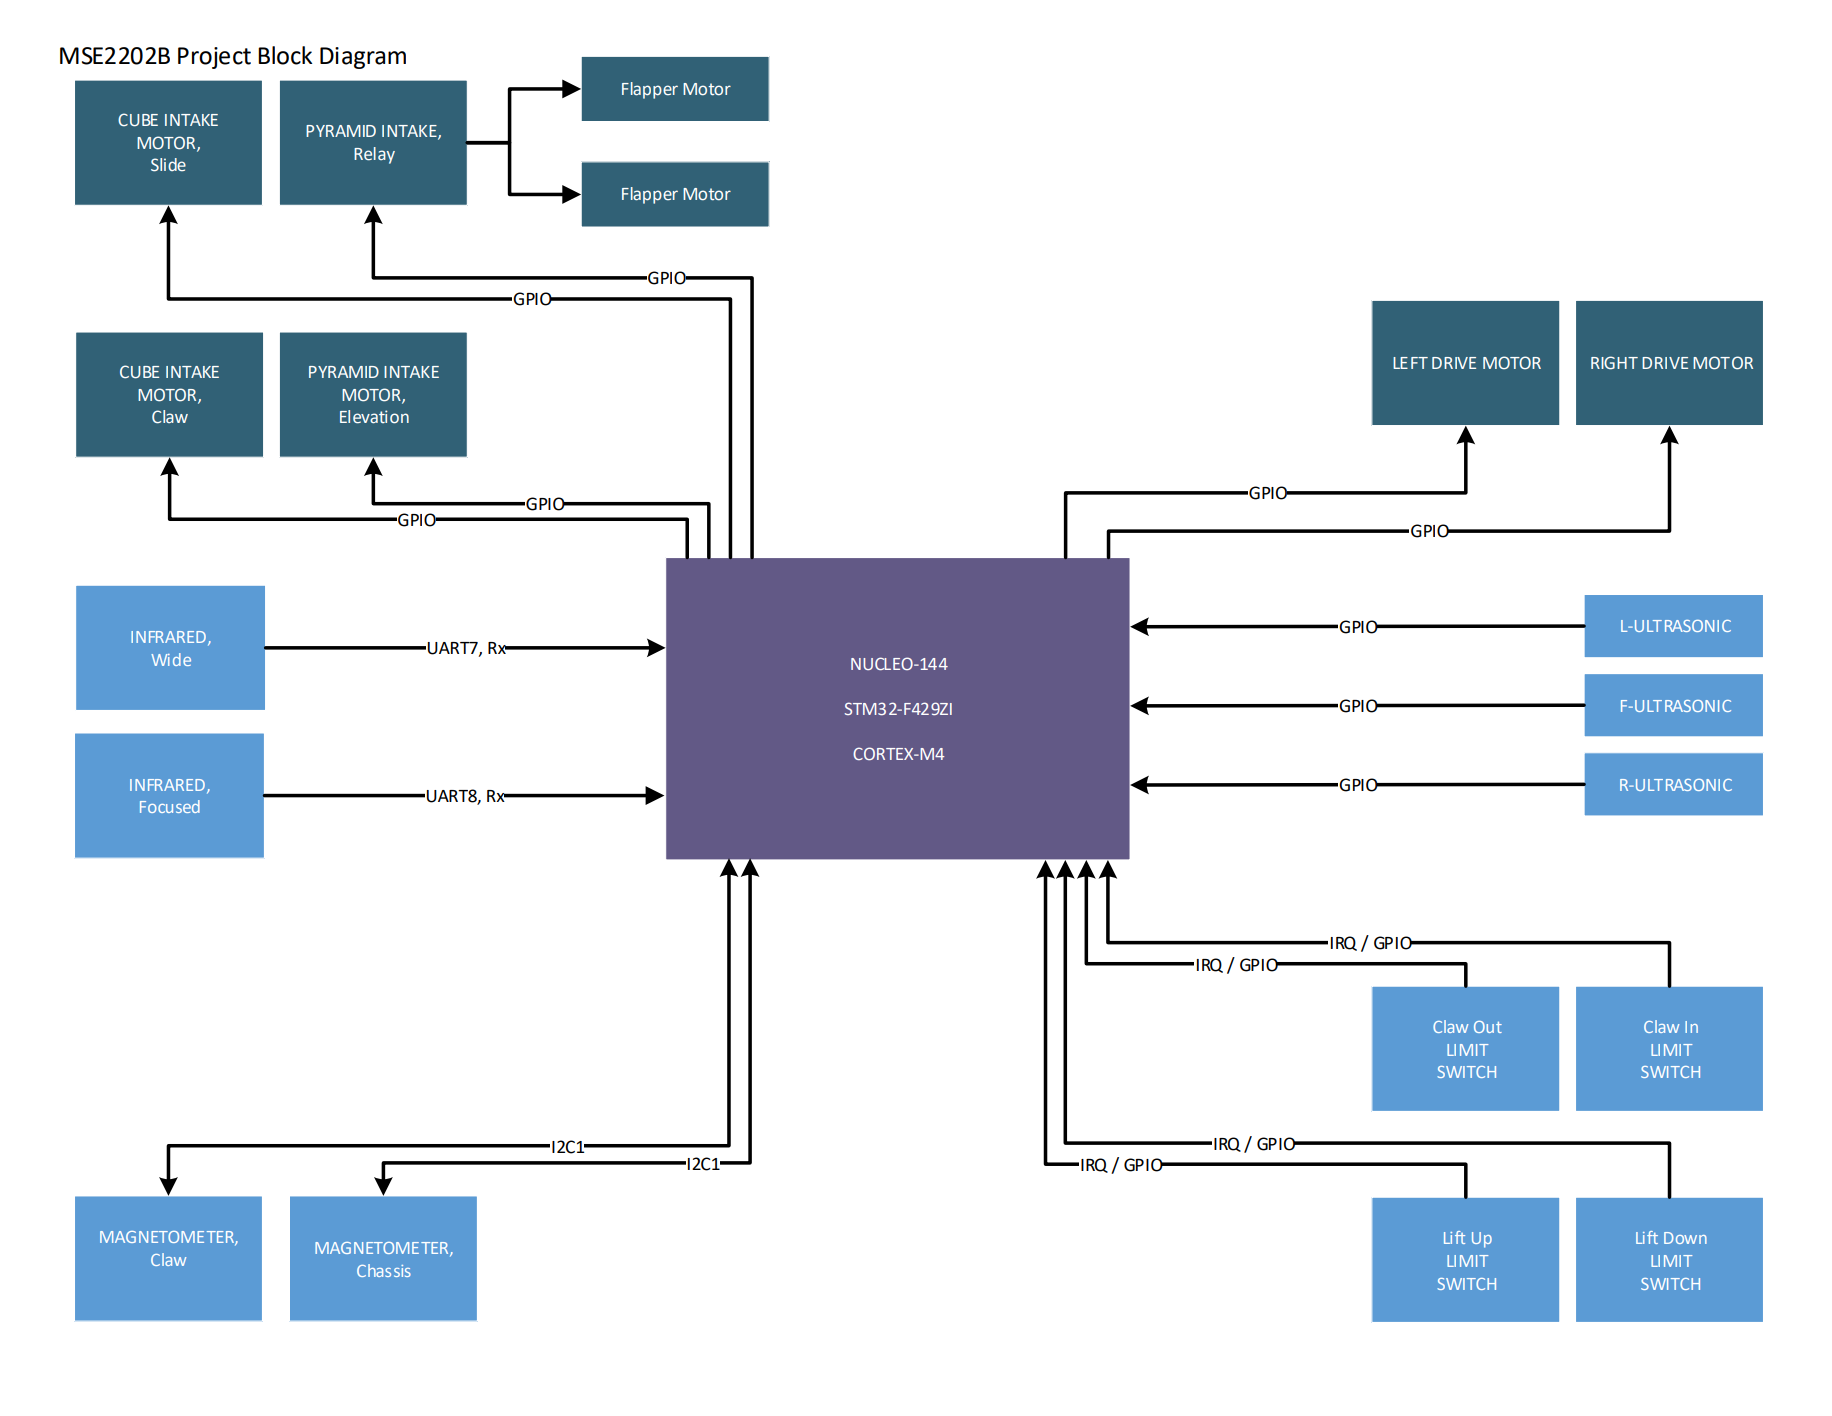 MSE2202B Project Block Diagram
CUBE INTAKE
MOTOR,
Slide
PYRAMID INTAKE,
Relay
Flapper Motor
Flapper Motor
GPIO
GPIO
CUBE INTAKE
MOTOR,
Claw
PYRAMID INTAKE
MOTOR,
Elevation
LEFT DRIVE MOTOR
RIGHT DRIVE MOTOR
GPIO
GPIO
GPIO
GPIO
INFRARED,
Wide
UART7, Rx
INFRARED,
Focused
UART8, Rx
NUCLEO-144
STM32-F429ZI
CORTEX-M4
GPIO
L-ULTRASONIC
GPIO
F-ULTRASONIC
GPIO
R-ULTRASONIC
IRQ / GPIO
IRQ / GPIO
Claw Out
LIMIT
SWITCH
Claw In
LIMIT
SWITCH
I2C1
I2C1
IRQ / GPIO
IRQ / GPIO
MAGNETOMETER,
Claw
MAGNETOMETER,
Chassis
Lift Up
LIMIT
SWITCH
Lift Down
LIMIT
SWITCH